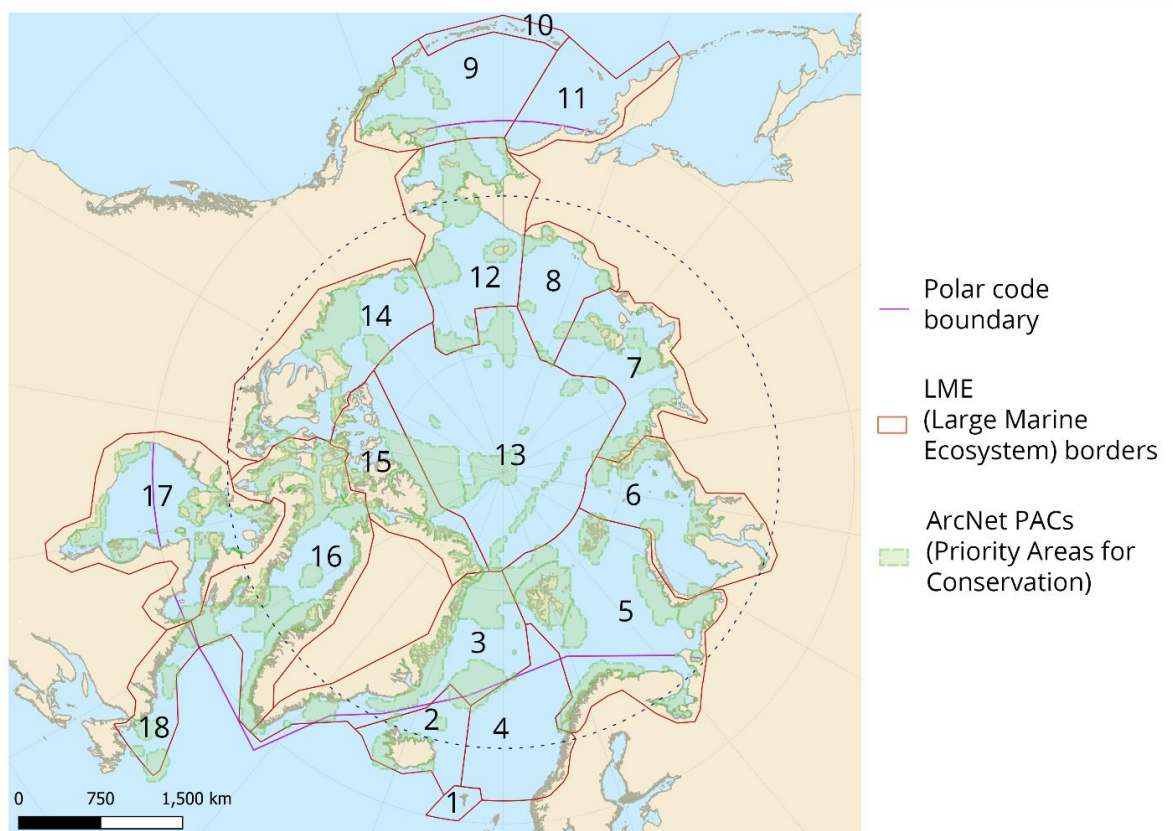 10
9
11
12
8
14
7
13
15
6
17
16
5
3
2
4
18
1
0 750 1,500 km
Polar code
boundary
LME
(Large Marine
Ecosystem) borders
ArcNet PACs
(Priority Areas for
Conservation)